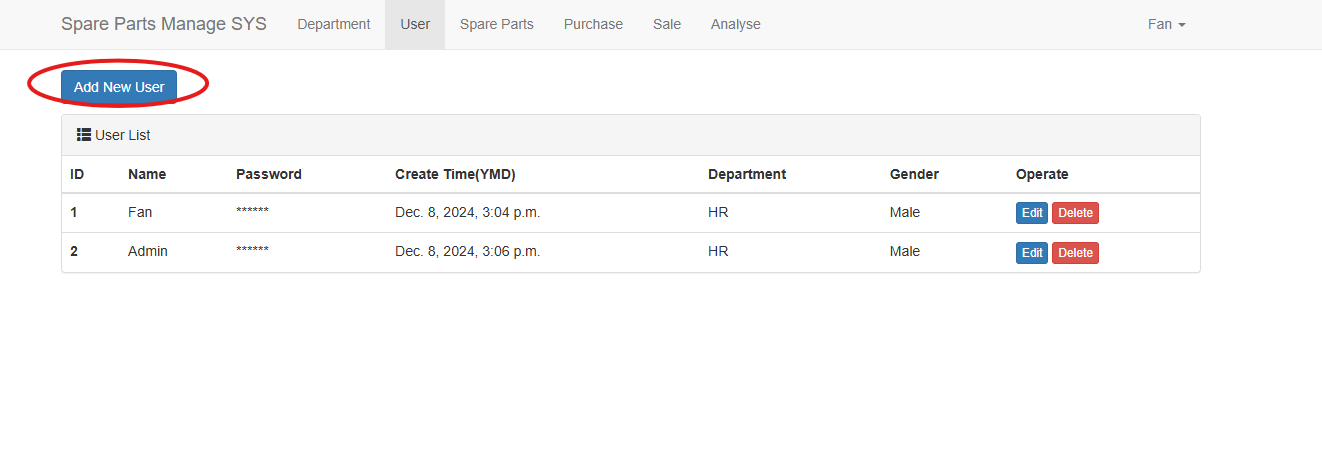 Spare Parts Manage SYS Department User Spare Parts Purchase Sale Analyse Fan
Add New User
User List
ID Name Password Create Time(YMD) Department Gender Operate
1 Fan ****** Dec. 8, 2024, 3:04 p.m. HR Male Edit Delete
2 Admin ****** Dec. 8, 2024, 3:06 p.m. HR Male Edit Delete